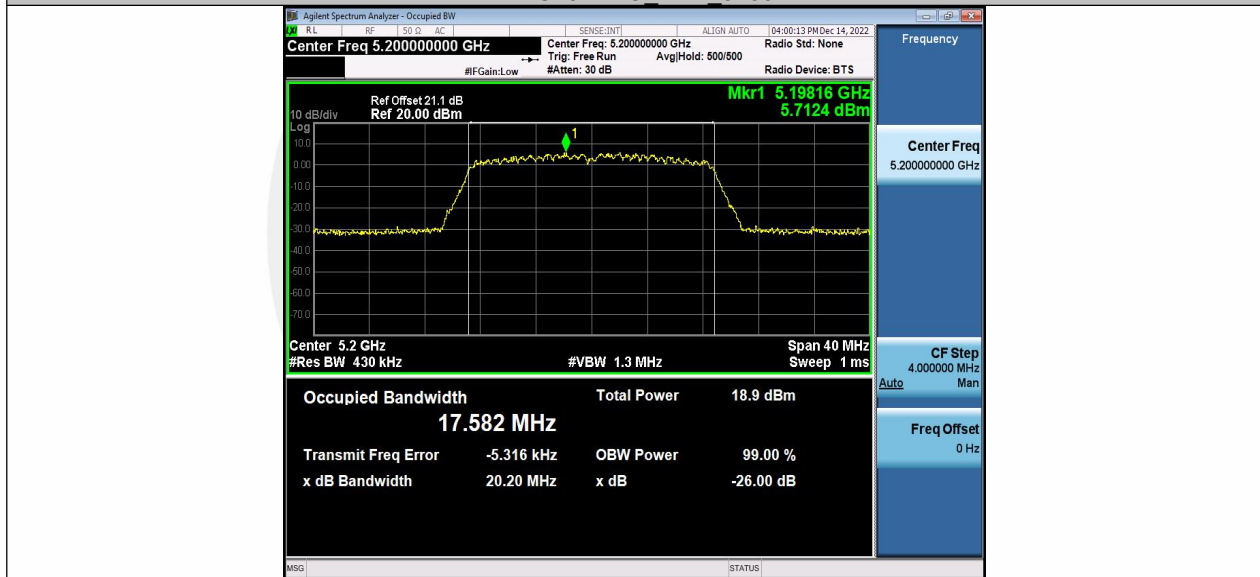 Agilent Spectrum Analyzer - Occupied BW
RL RF 50 Ω AC SENSE:INT ALIGN AUTO 04:00:13 PM Dec 14, 2022
Center Freq 5.200000000 GHz
Center Freq: 5.200000000 GHz
Radio Std: None
Trig: Free Run Avg|Hold: 500/500
#IFGain:Low
#Atten: 30 dB
Radio Device: BTS
Frequency
Mkr1 5.19816 GHz
5.7124 dBm
Ref Offset 21.1 dB
10 dB/div Ref 20.00 dBm
Log
1
10.0
0.00
-10.0
-20.0
-30.0
-40.0
-50.0
-60.0
-70.0
Center 5.2 GHz Span 40 MHz
#Res BW 430 kHz #VBW 1.3 MHz Sweep 1 ms
Occupied Bandwidth Total Power 18.9 dBm
17.582 MHz
Transmit Freq Error -5.316 kHz OBW Power 99.00 %
x dB Bandwidth 20.20 MHz x dB -26.00 dB
Center Freq
5.200000000 GHz
CF Step
4.000000 MHz
Auto Man
Freq Offset
0 Hz
MSG STATUS